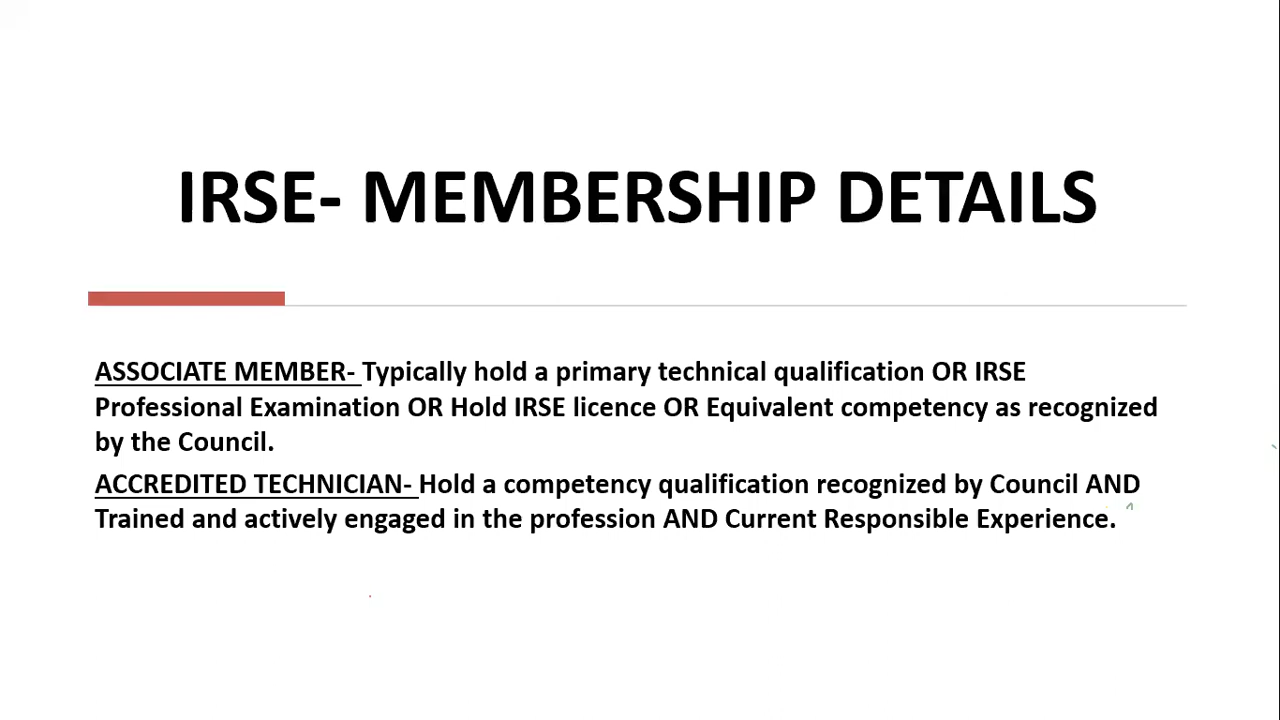 IRSE- MEMBERSHIP DETAILS
ASSOCIATE MEMBER- Typically hold a primary technical qualification OR IRSE
Professional Examination OR Hold IRSE licence OR Equivalent competency as recognized
by the Council.
ACCREDITED TECHNICIAN- Hold a competency qualification recognized by Council AND
Trained and actively engaged in the profession AND Current Responsible Experience.